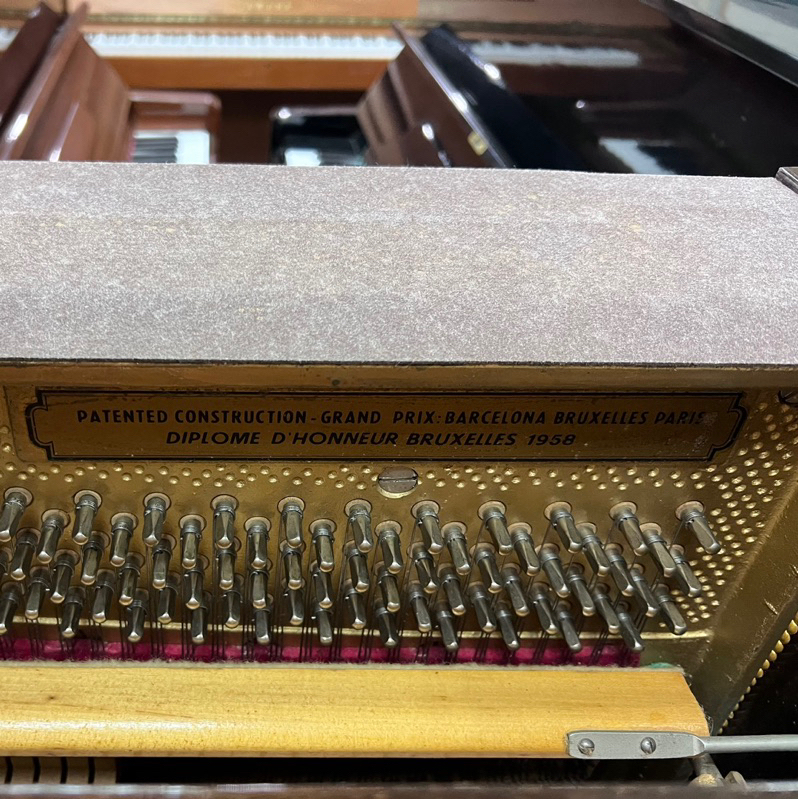 PATENTED CONSTRUCTION - GRAND PRIX: BARCELONA BRUXELLES PARIS
DIPLOME D'HONNEUR BRUXELLES 1958